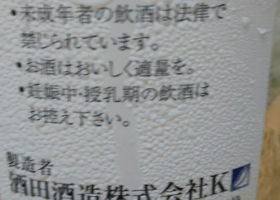 ・未成年者の飲酒は法律で
禁じられています。
・お酒はおいしく適量を。
・妊娠中・授乳期の飲酒は
お控え下さい。
製造者
酒田酒造株式会社K